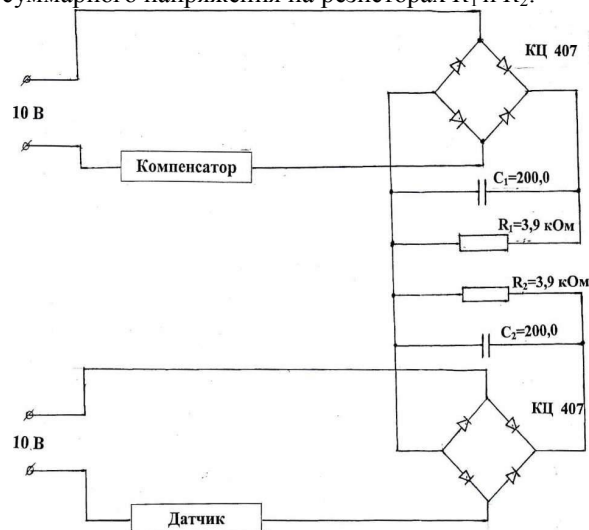 суммарного напряжения на резисторах R₁ и R₂.
КЦ 407
10 В
Компенсатор
C₁=200,0
R₁=3,9 кОм
R₂=3,9 кОм
C₂=200,0
КЦ 407
10 В
Датчик